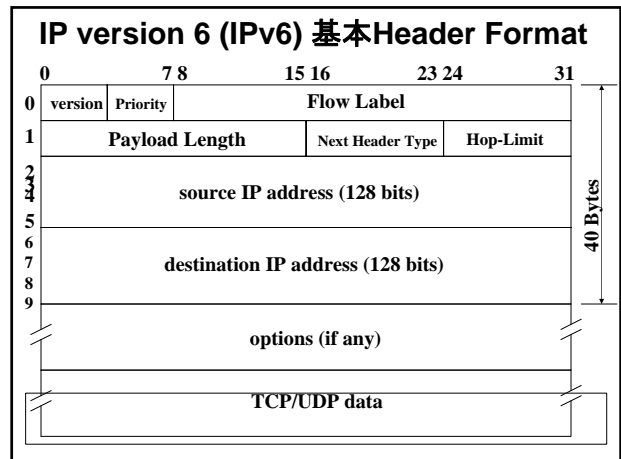 IP version 6 (IPv6) 基本Header Format
0 7 8 15 16 23 24 31
0 version Priority Flow Label
1 Payload Length Next Header Type Hop-Limit
2
3
4 source IP address (128 bits)
5
6
7 destination IP address (128 bits)
8
9
40 Bytes
options (if any)
TCP/UDP data